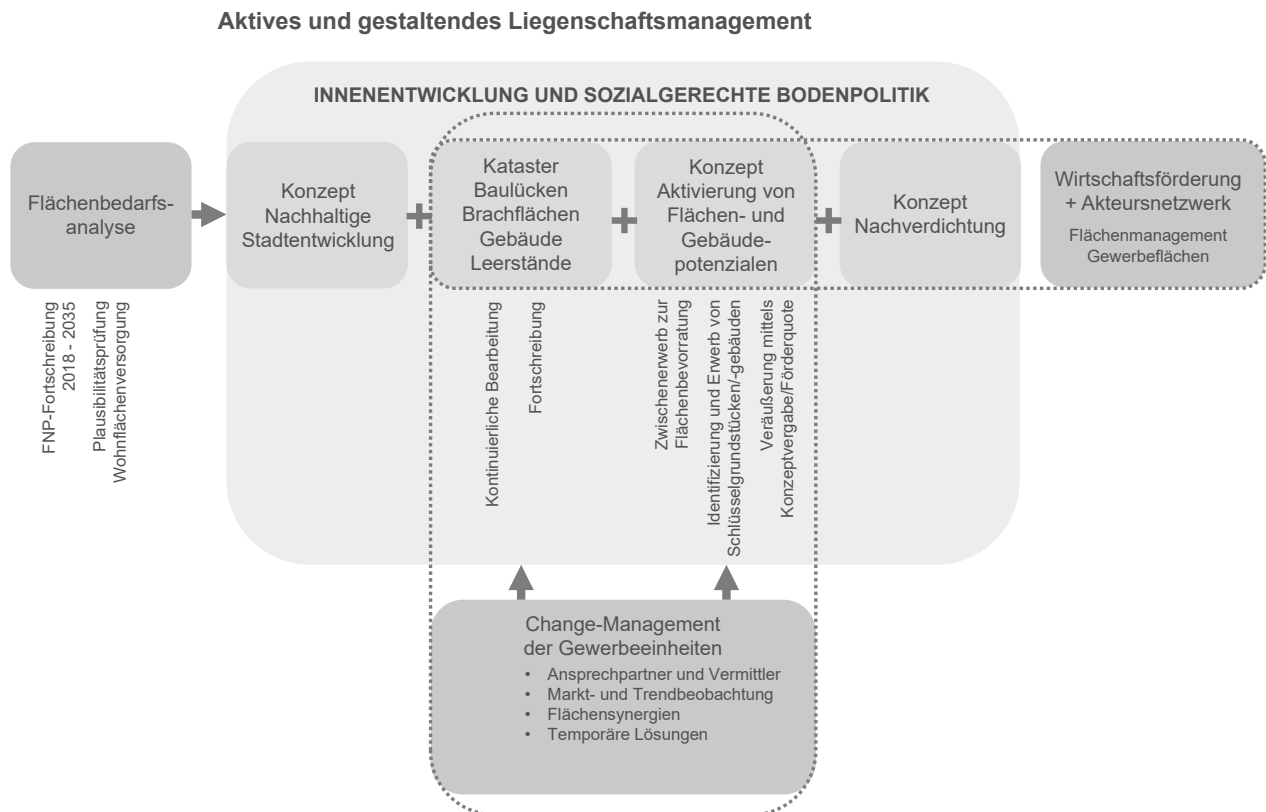 Aktives und gestaltendes Liegenschaftsmanagement
INNENENTWICKLUNG UND SOZIALGERECHTE BODENPOLITIK
Flächenbedarfs-
analyse
FNP-Fortschreibung
2018 - 2035
Plausibilitätsprüfung
Wohnflächenversorgung
Konzept
Nachhaltige
Stadtentwicklung
+
Kataster
Baulücken
Brachflächen
Gebäude
Leerstände
Kontinuierliche Bearbeitung
Fortschreibung
+
Konzept
Aktivierung von
Flächen- und
Gebäude-
potenzialen
Zwischenerwerb zur
Flächenbevorratung
Identifizierung und Erwerb von
Schlüsselgrundstücken/-gebäuden
Veräußerung mittels
Konzeptvergabe/Förderquote
+
Konzept
Nachverdichtung
Wirtschaftsförderung
+ Akteursnetzwerk
Flächenmanagement
Gewerbeflächen
Change-Management
der Gewerbeeinheiten
• Ansprechpartner und Vermittler
• Markt- und Trendbeobachtung
• Flächensynergien
• Temporäre Lösungen